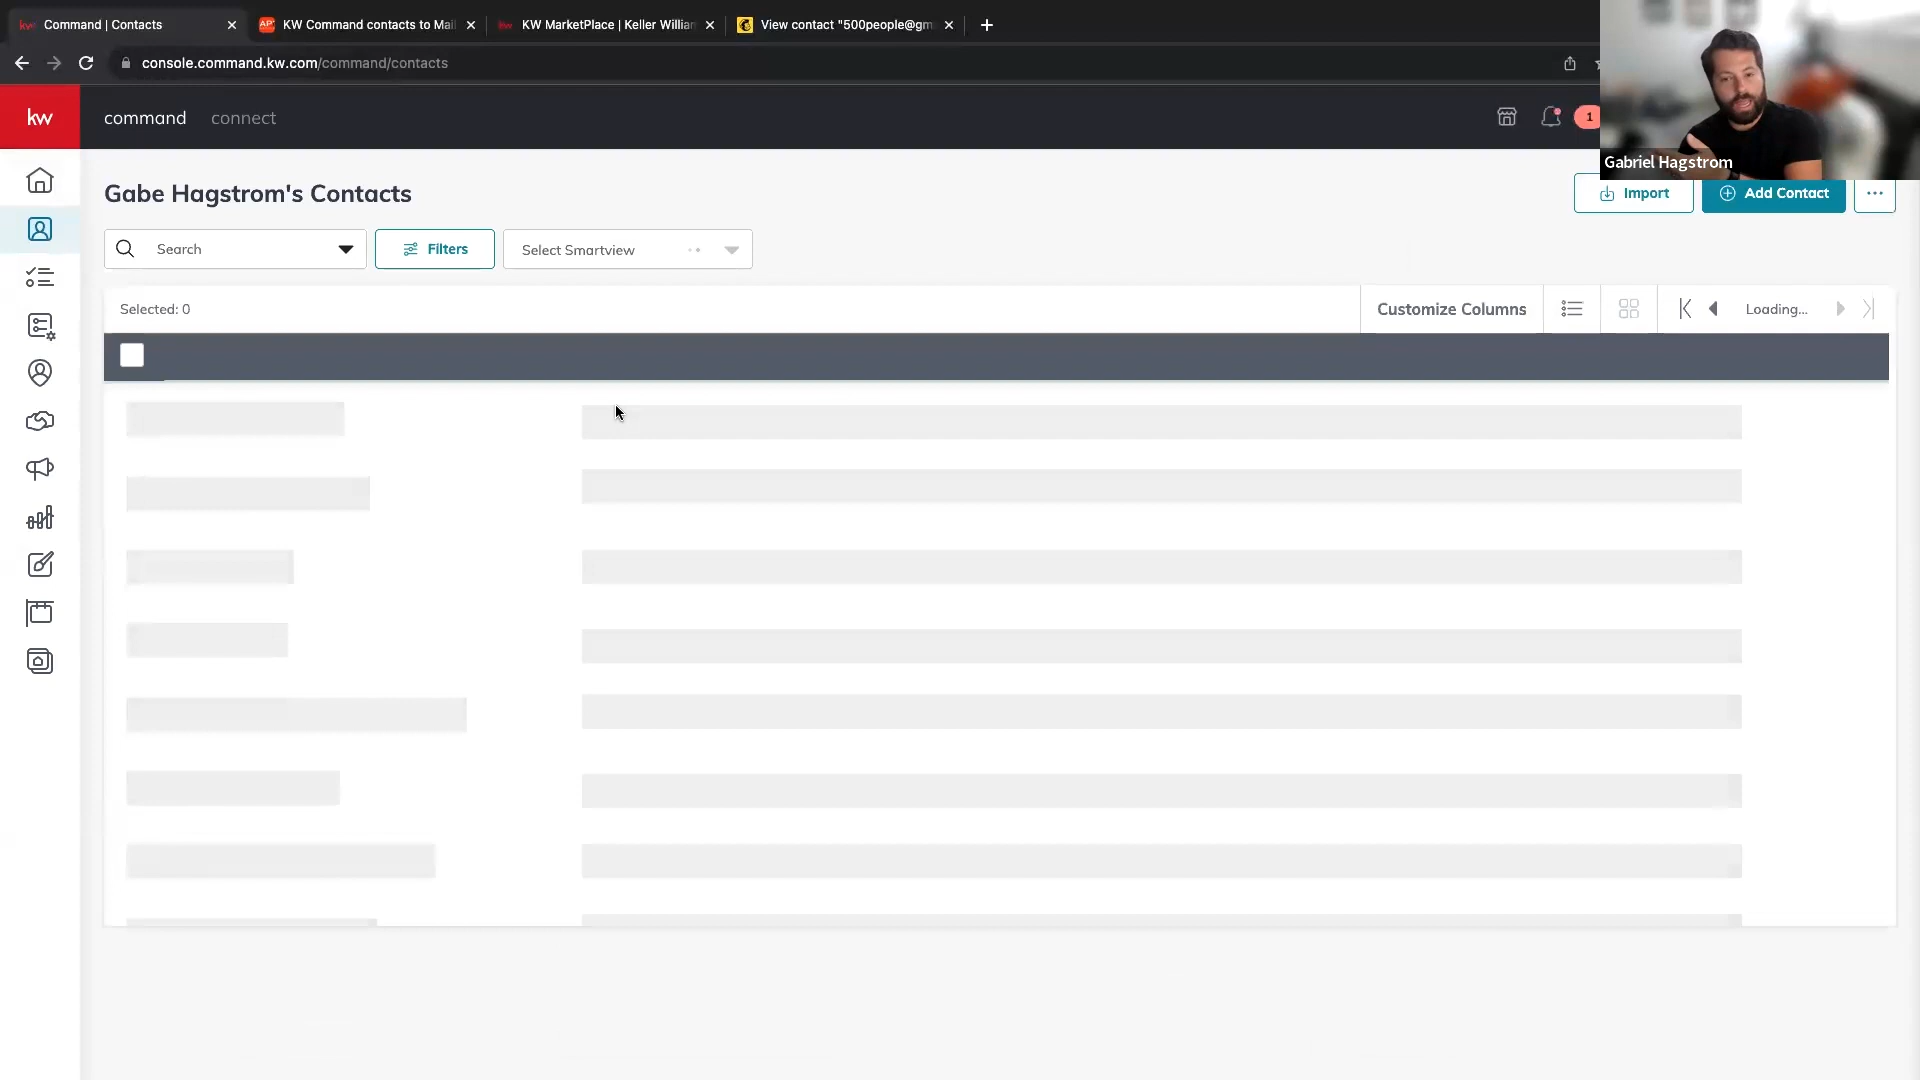 Command | Contacts
KW Command contacts to Mai
KW MarketPlace | Keller William
View contact "500people@gm
console.command.kw.com/command/contacts
kw
command
connect
1
Gabriel Hagstrom
Gabe Hagstrom's Contacts
Import
Add Contact
Search
Filters
Select Smartview
Selected: 0
Customize Columns
Loading...